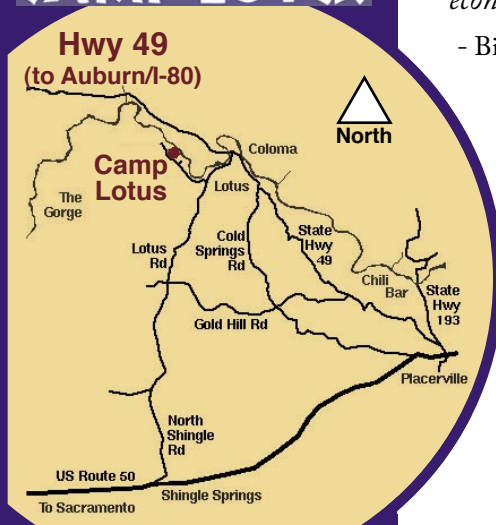 econ
- Bi
Hwy 49
(to Auburn/I-80)
North
Coloma
Camp
Lotus
Lotus
The
Gorge
Lotus
Rd
Cold
Springs
Rd
State
Hwy
49
Chili
Bar
State
Hwy
193
Gold Hill Rd
Placerville
North
Shingle
Rd
US Route 50
To Sacramento
Shingle Springs